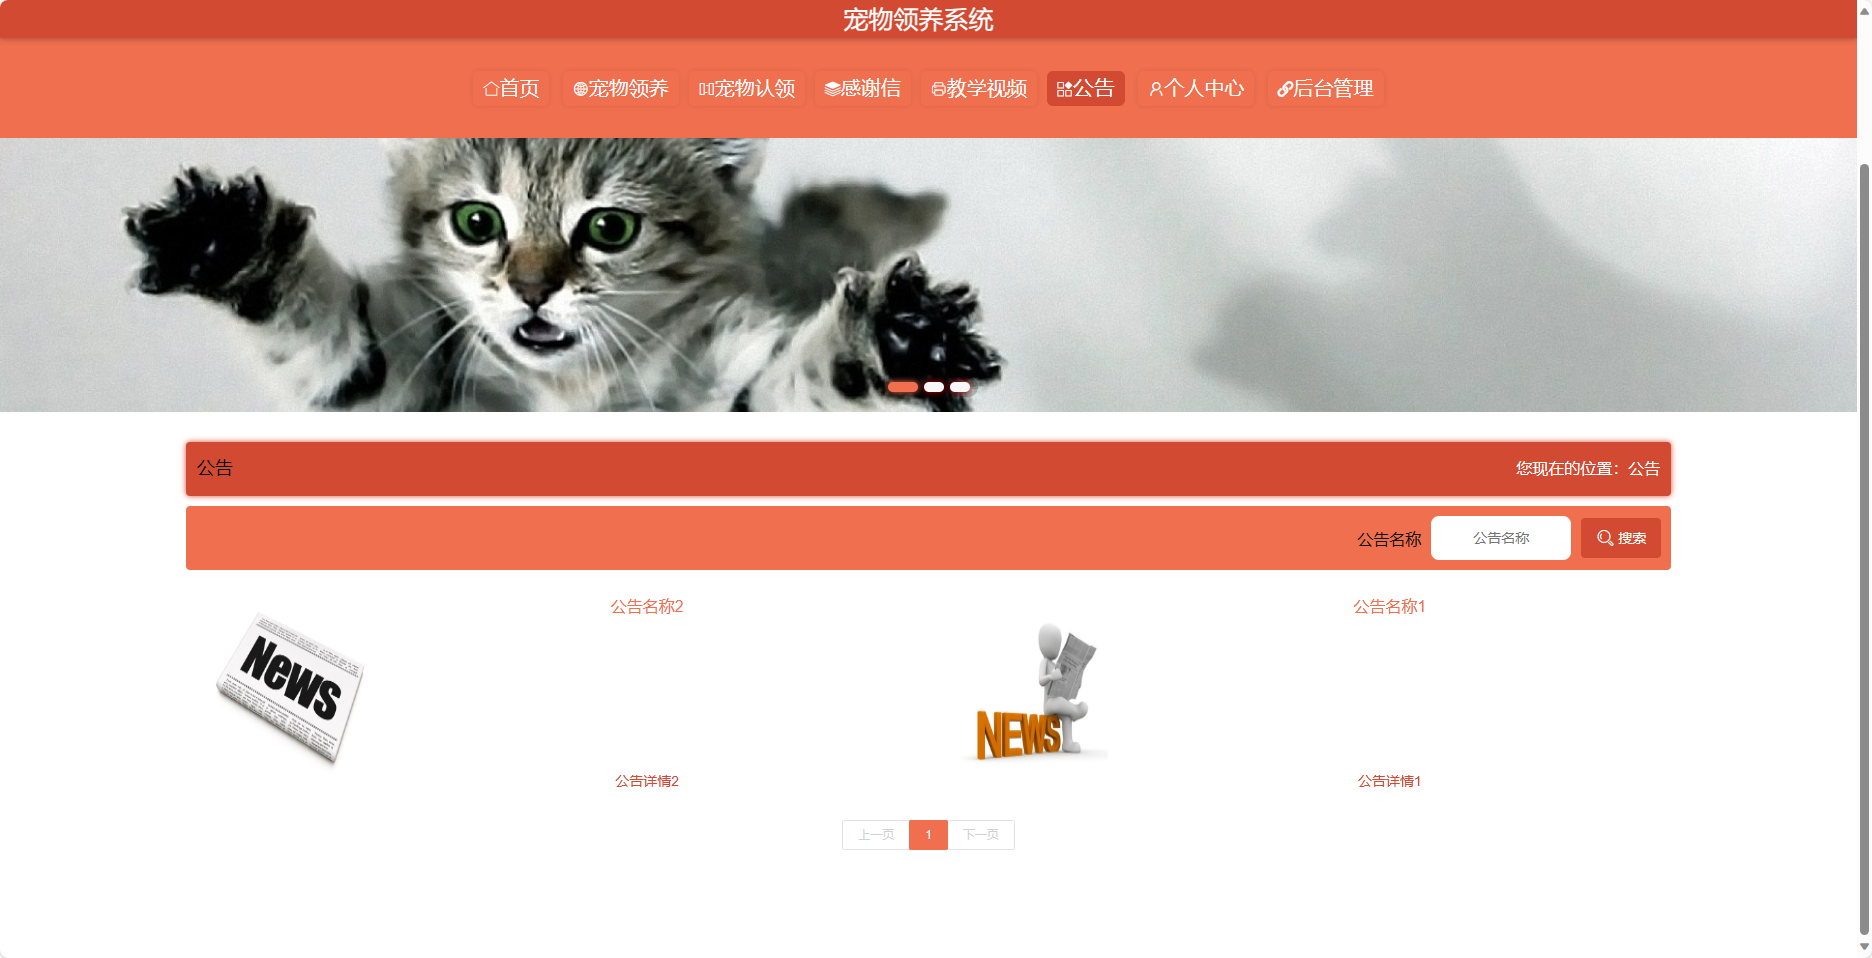 宠物领养系统
首页 宠物领养 宠物认领 感谢信 教学视频 公告 个人中心 后台管理
公告 您现在的位置：公告
公告名称 公告名称 搜索
News
公告名称2
公告详情2
NEWS
公告名称1
公告详情1
上一页 1 下一页